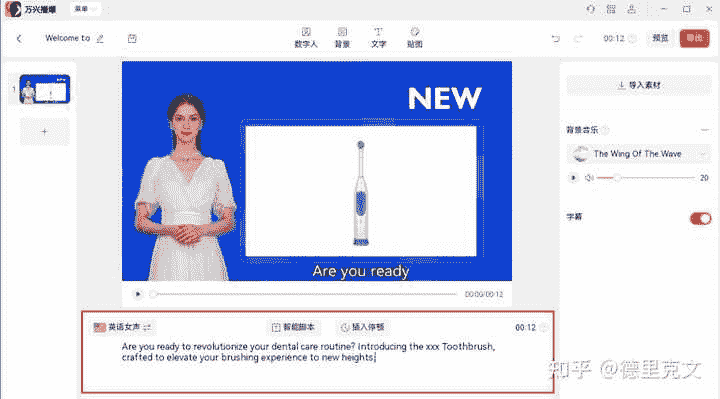 万兴播爆
菜单
Welcome to
数字人
背景
文字
贴图
00:12
预览
导出
1
NEW
导入素材
背景音乐
The Wing Of The Wave
20
字幕
Are you ready
00:00/00:12
英语女声
智能脚本
插入停顿
00:12
Are you ready to revolutionize your dental care routine? Introducing the xxx Toothbrush,
crafted to elevate your brushing experience to new heights.
知乎 @德里克文